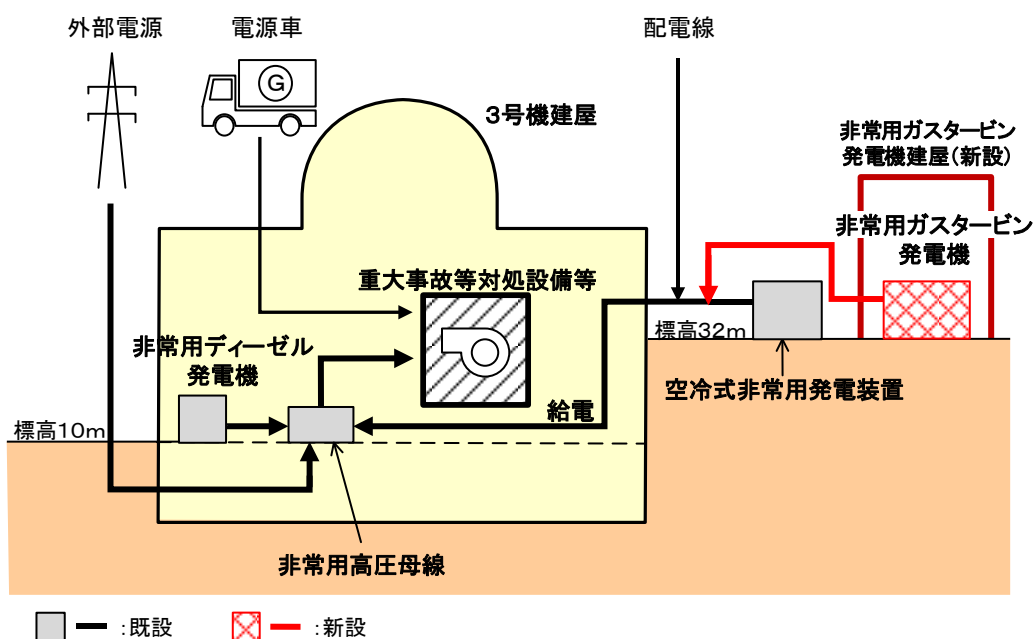 外部電源
電源車
配電線
G
3号機建屋
非常用ガスタービン
発電機建屋(新設)
非常用ガスタービン
発電機
重大事故等対処設備等
標高32m
非常用ディーゼル
発電機
空冷式非常用発電装置
給電
標高10m
非常用高圧母線
:既設
:新設